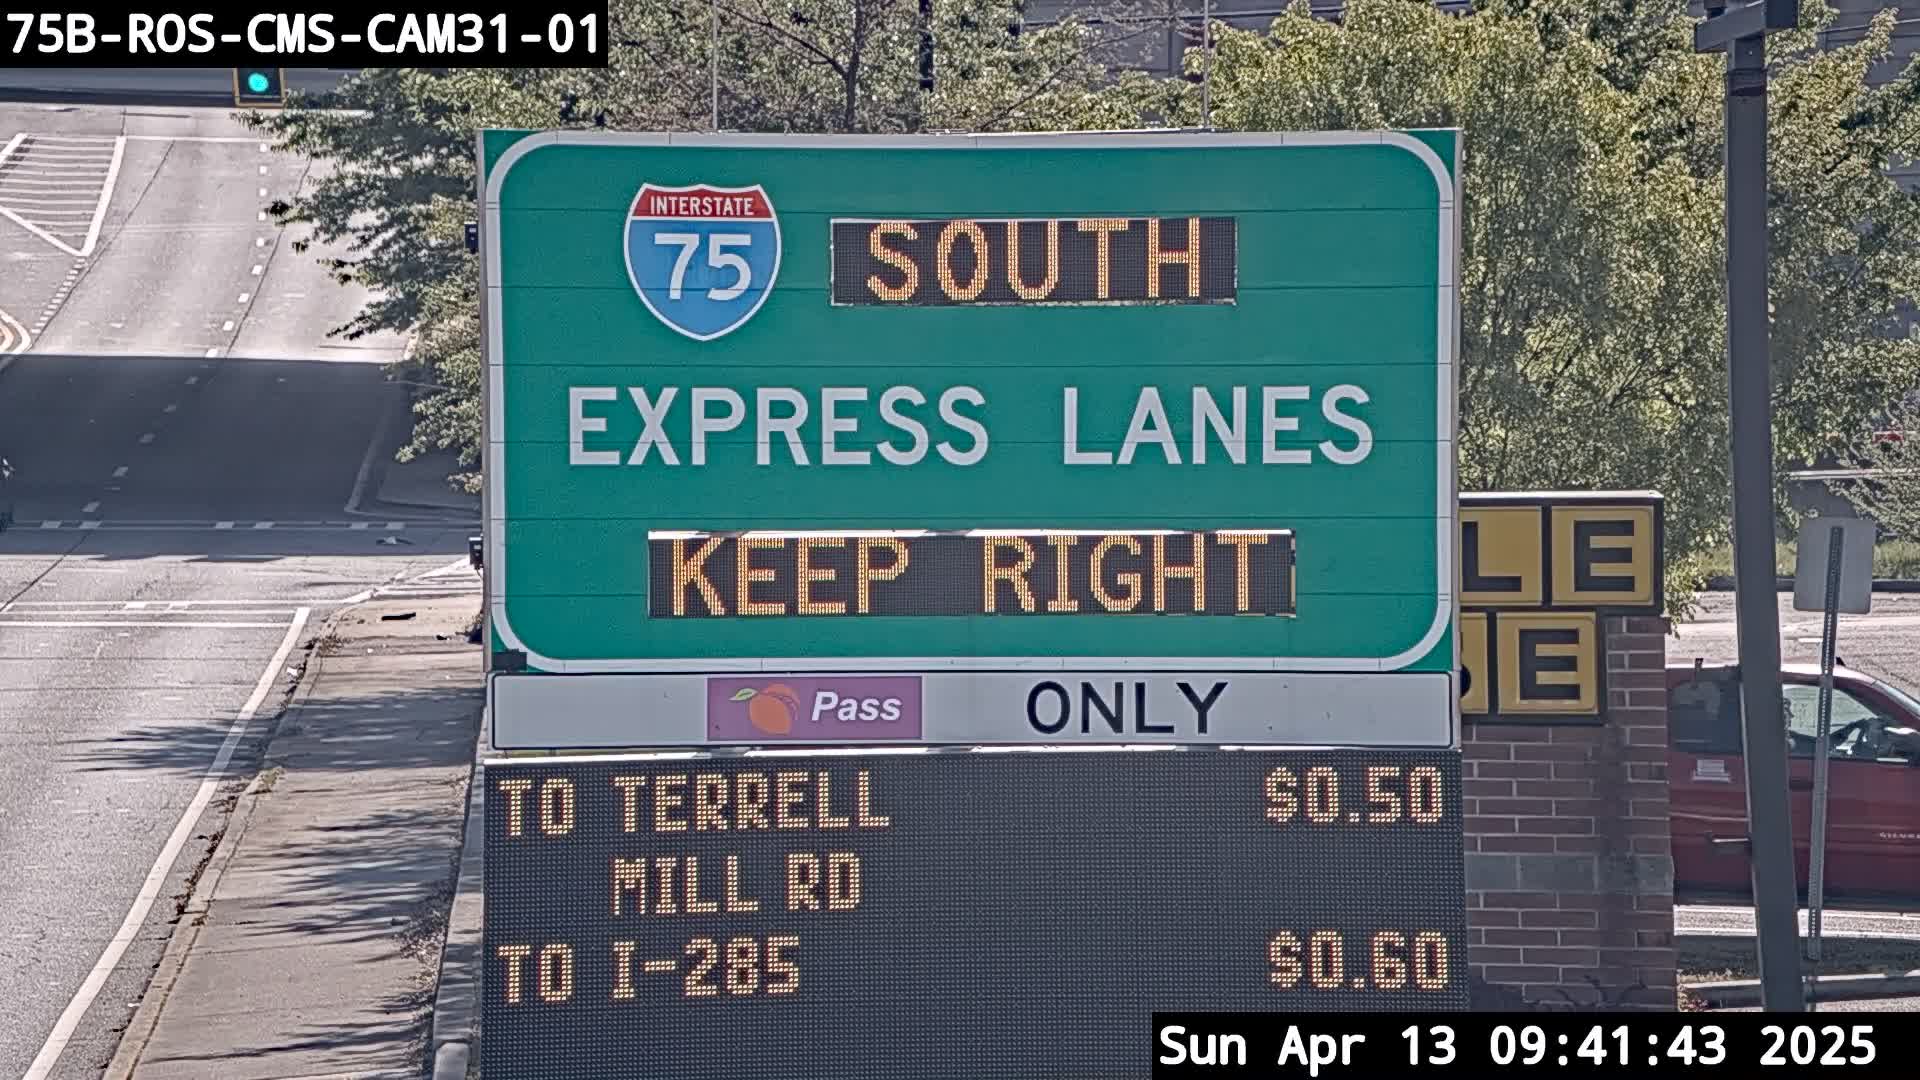 75B-ROS-CMS-CAM31-01
INTERSTATE
75
SOUTH
EXPRESS LANES
KEEP RIGHT
Pass ONLY
TO TERRELL $0.50
MILL RD
TO I-285 $0.60
LE
E
Sun Apr 13 09:41:43 2025